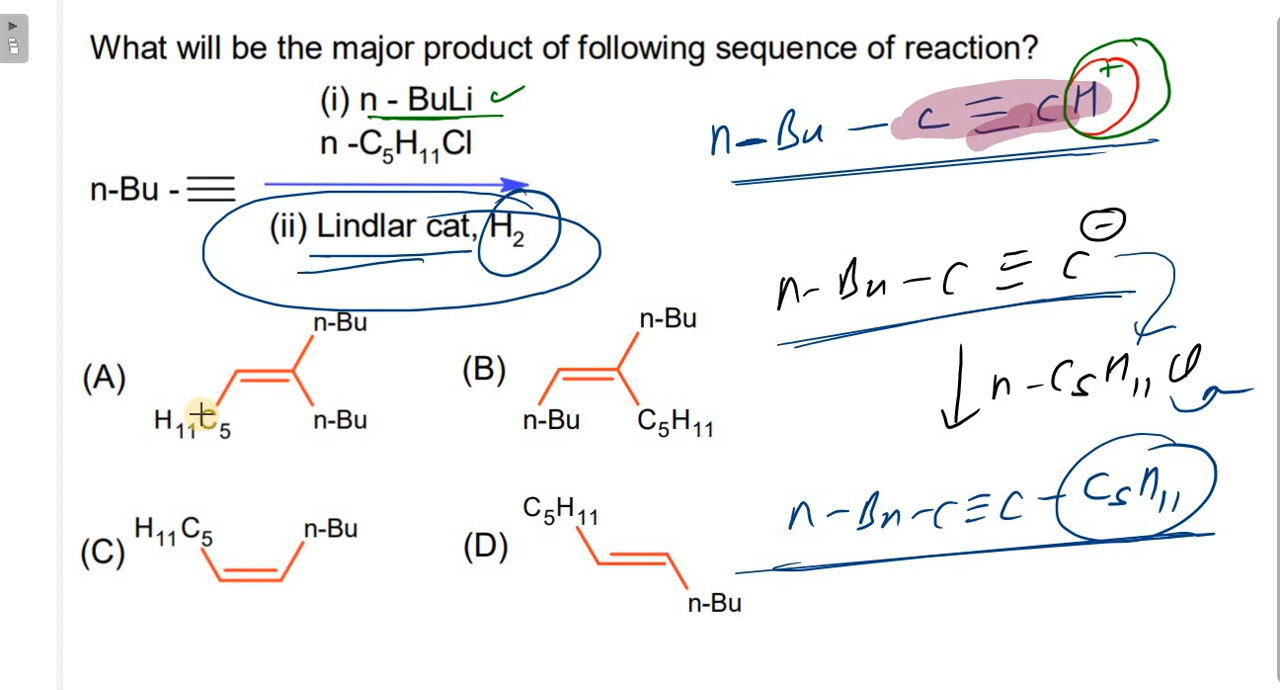 What will be the major product of following sequence of reaction?
(i) n - BuLi ✓
n -C₅H₁₁Cl
n-Bu - ≡
(ii) Lindlar cat, H₂
n-Bu — C ≡ CH⁺
n-Bu — C ≡ C⊖
↓ n-C₅H₁₁Cl
n-Bu-C≡C-C₅H₁₁
(A) n-Bu
H₁₁C₅ n-Bu
(B) n-Bu
n-Bu C₅H₁₁
(C) H₁₁C₅ n-Bu
(D) C₅H₁₁
n-Bu